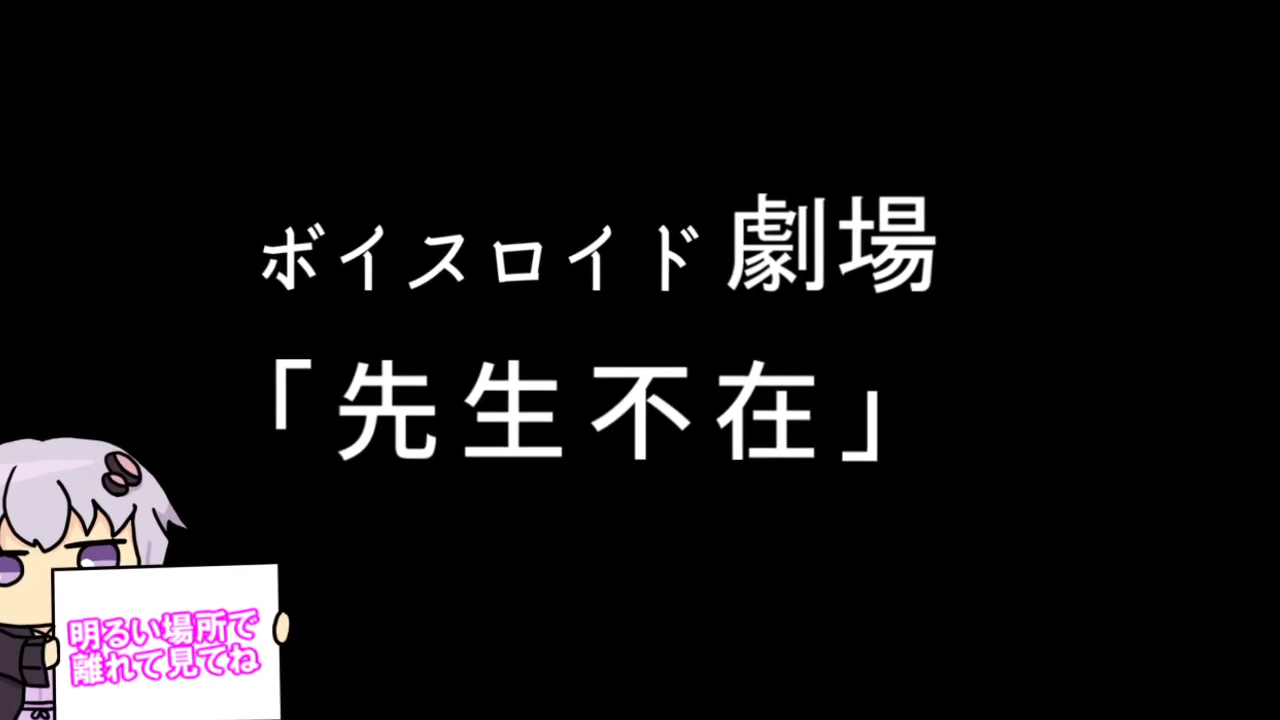 ボイスロイド劇場
「先生不在」
明るい場所で
離れて見てね